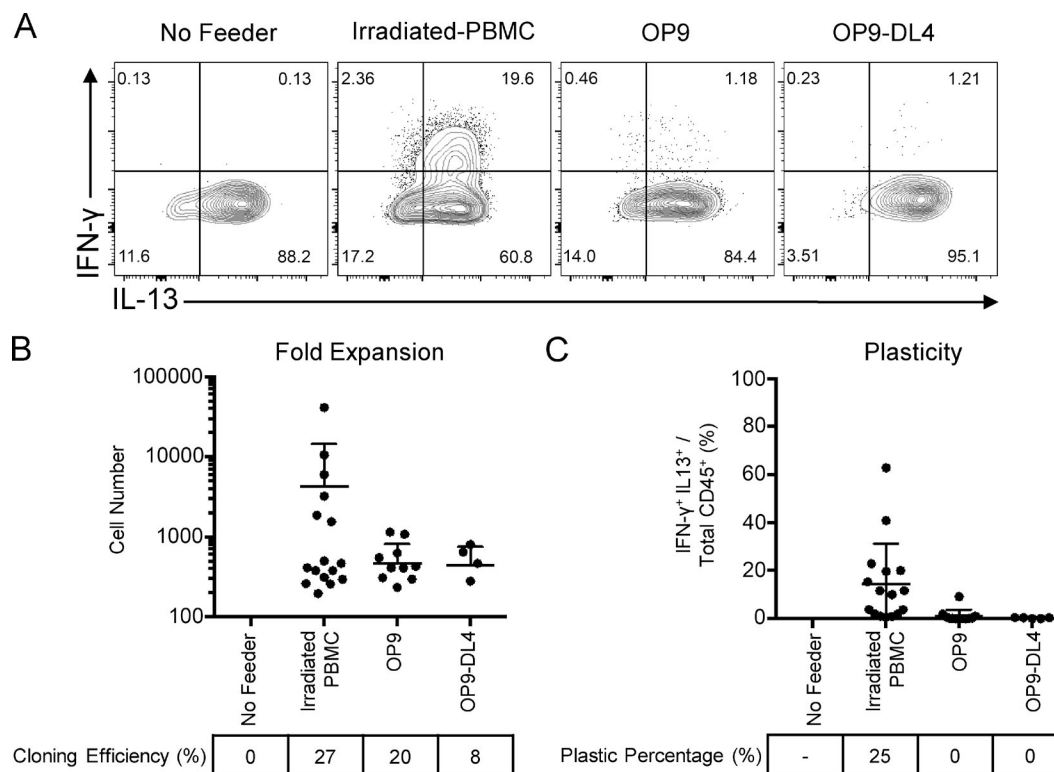 A
No Feeder Irradiated-PBMC OP9 OP9-DL4
0.13 0.13 2.36 19.6 0.46 1.18 0.23 1.21
IFN-γ
11.6 88.2 17.2 60.8 14.0 84.4 3.51 95.1
IL-13
B
Fold Expansion
Cell Number
100000
10000
1000
100
No Feeder
Irradiated
PBMC
OP9
OP9-DL4
Cloning Efficiency (%) 0 27 20 8
C
Plasticity
IFN-γ⁺ IL13⁺ /
Total CD45⁺ (%)
100
80
60
40
20
0
No Feeder
Irradiated
PBMC
OP9
OP9-DL4
Plastic Percentage (%) - 25 0 0